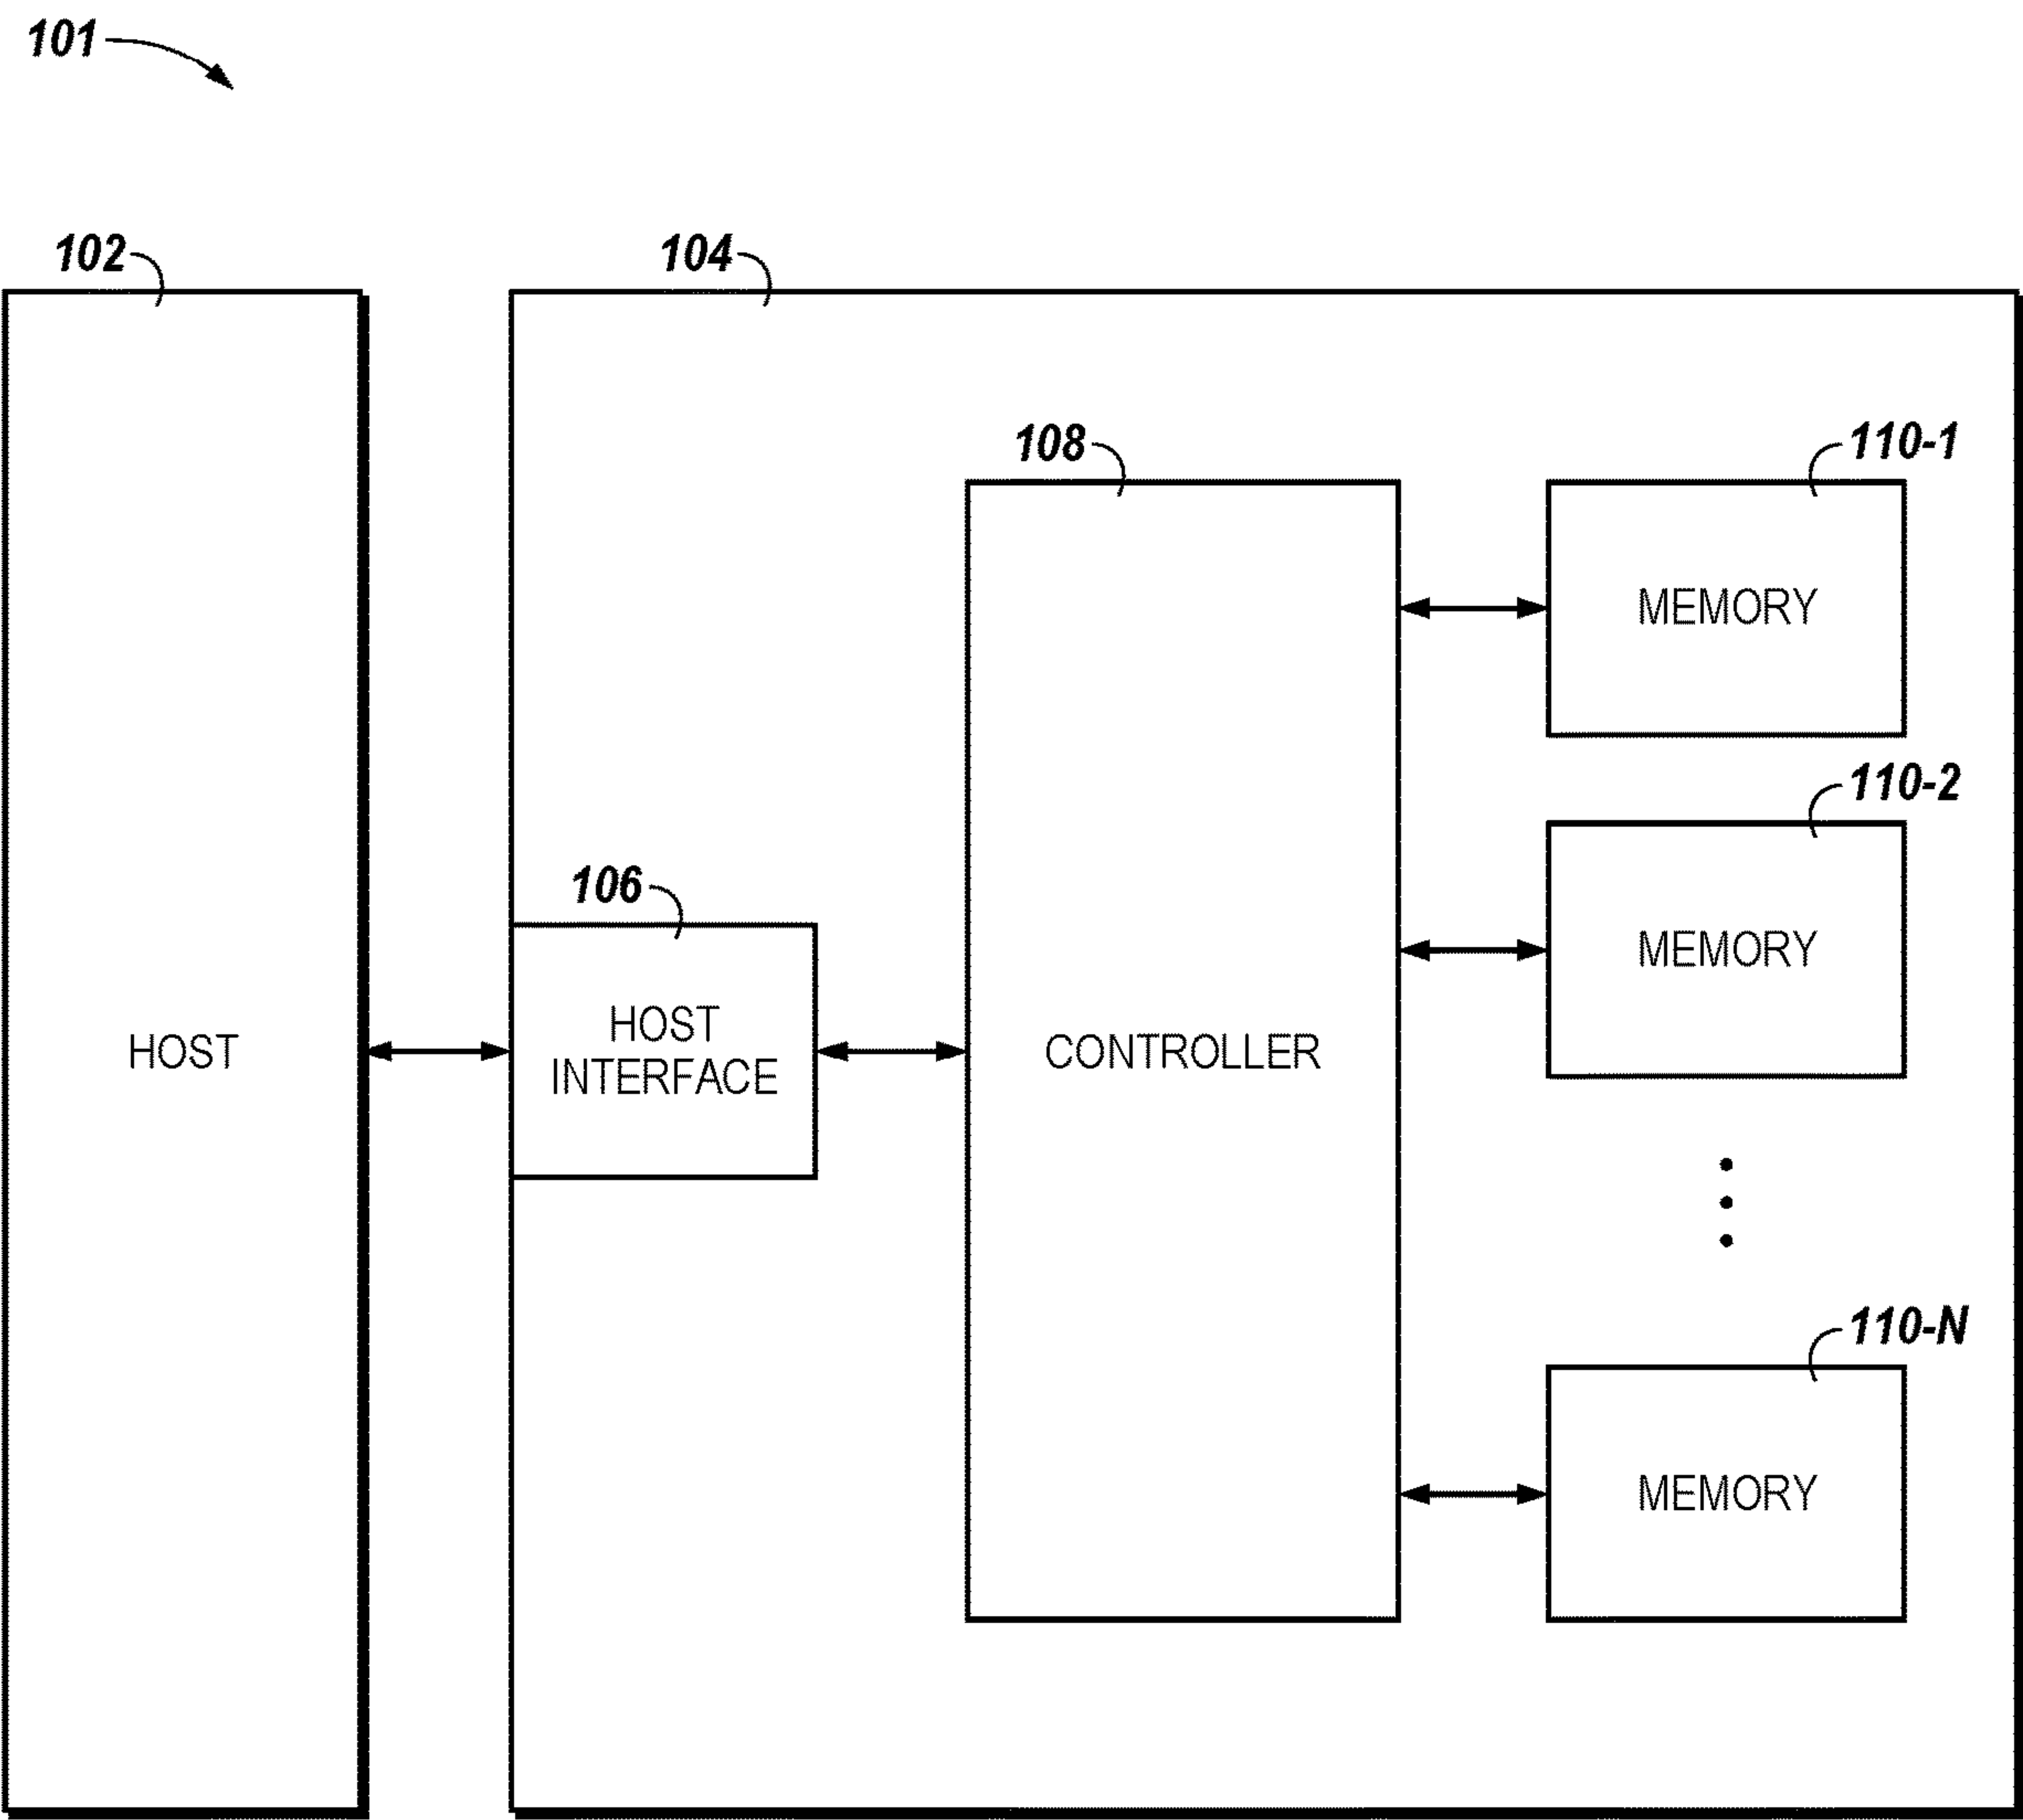 101
102
104
108
110-1
MEMORY
110-2
106
MEMORY
HOST
HOST
INTERFACE
CONTROLLER
110-N
MEMORY